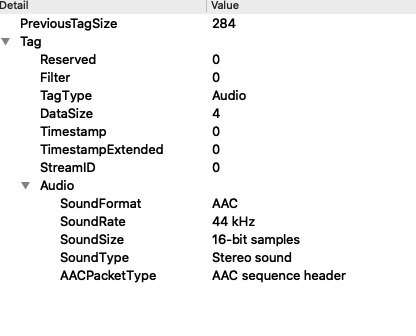 Detail Value
PreviousTagSize 284
Tag
Reserved 0
Filter 0
TagType Audio
DataSize 4
Timestamp 0
TimestampExtended 0
StreamID 0
Audio
SoundFormat AAC
SoundRate 44 kHz
SoundSize 16-bit samples
SoundType Stereo sound
AACPacketType AAC sequence header